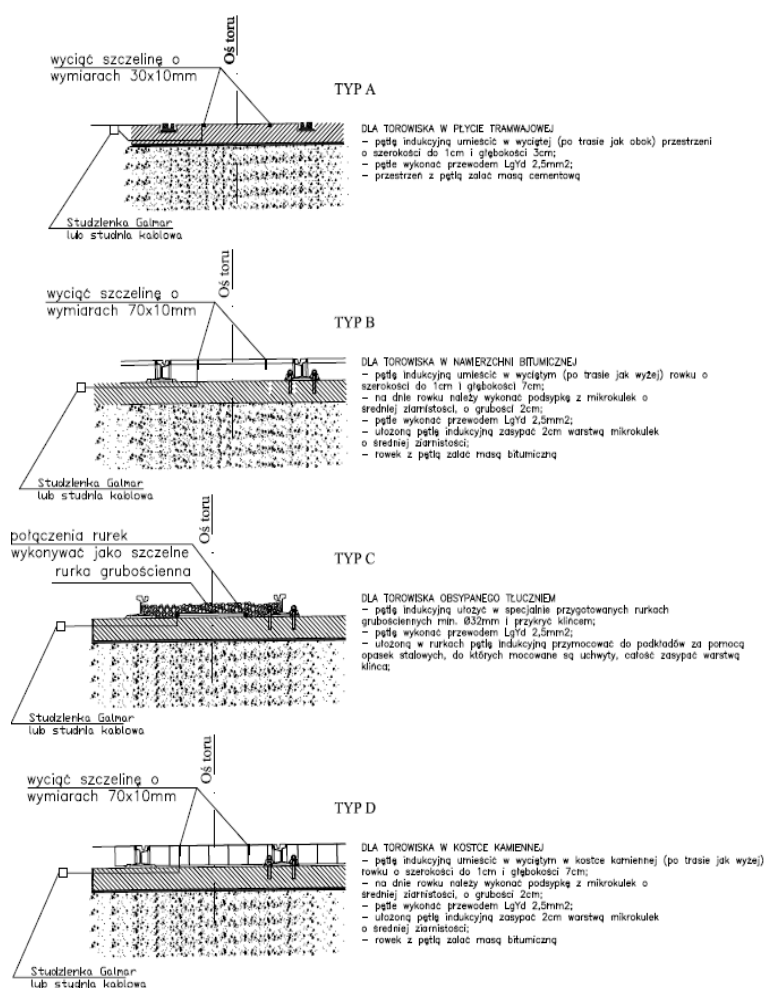 Oś toru
wyciąć szczelinę o
wymiarach 30x10mm
TYP A
DLA TOROWISKA W PŁYCIE TRAMWAJOWEJ
– pętlę indukcyjną umieścić w wyciętej (po trasie jak obok) przestrzeni
o szerokości do 1cm i głębokości 3cm;
– pętle wykonać przewodem LgYd 2,5mm2;
– przestrzeń z pętlą zalać masą cementową
Studzienka Galmar
lub studnia kablowa
Oś toru
wyciąć szczelinę o
wymiarach 70x10mm
TYP B
DLA TOROWISKA W NAWIERZCHNI BITUMICZNEJ
– pętlę indukcyjną umieścić w wyciętym (po trasie jak wyżej) rowku o
szerokości do 1cm i głębokości 7cm;
– na dnie rowku należy wykonać podsypkę z mikrokulek o
średniej ziarnistości, o grubości 2cm;
– pętle wykonać przewodem LgYd 2,5mm2;
– ułożoną pętlę indukcyjną zasypać 2cm warstwą mikrokulek
o średniej ziarnistości;
– rowek z pętlą zalać masą bitumiczną
Studzienka Galmar
lub studnia kablowa
Oś toru
połączenia rurek
wykonywać jako szczelne
rurka grubościenna
TYP C
DLA TOROWISKA OBSYPANEGO TŁUCZNIEM
– pętlę indukcyjną ułożyć w specjalnie przygotowanych rurkach
grubościennych min. Ø32mm i przykryć klińcem;
– pętlę wykonać przewodem LgYd 2,5mm2;
– ułożoną w rurkach pętlę indukcyjną przymocować do podkładów za pomocą
opasek stalowych, do których mocowane są uchwyty, całość zasypać warstwą
klińca;
Studzienka Galmar
lub studnia kablowa
Oś toru
wyciąć szczelinę o
wymiarach 70x10mm
TYP D
DLA TOROWISKA W KOSTCE KAMIENNEJ
– pętlę indukcyjną umieścić w wyciętym w kostce kamiennej (po trasie jak wyżej)
rowku o szerokości do 1cm i głębokości 7cm;
– na dnie rowku należy wykonać podsypkę z mikrokulek o
średniej ziarnistości, o grubości 2cm;
– pętle wykonać przewodem LgYd 2,5mm2;
– ułożoną pętlę indukcyjną zasypać 2cm warstwą mikrokulek
o średniej ziarnistości;
– rowek z pętlą zalać masą bitumiczną
Studzienka Galmar
lub studnia kablowa